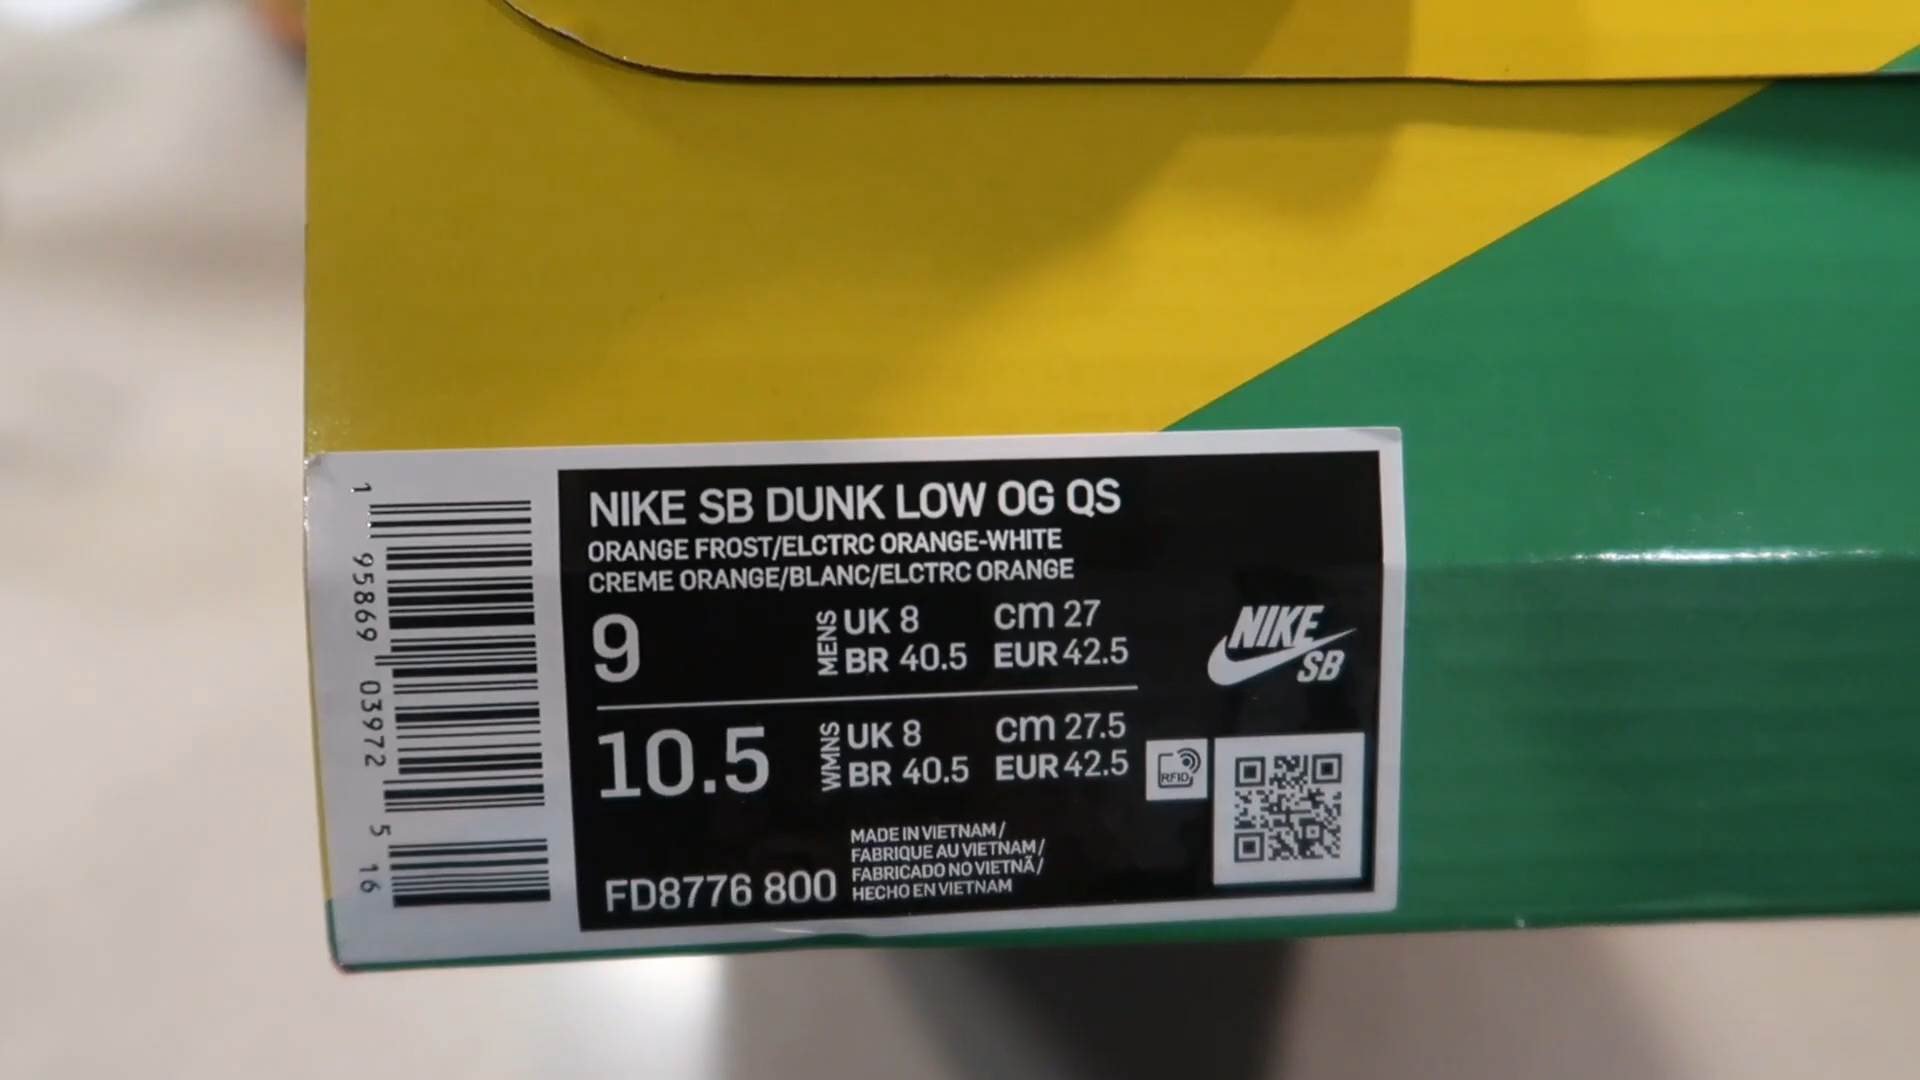 NIKE SB DUNK LOW OG QS
ORANGE FROST/ELCTRC ORANGE-WHITE
CREME ORANGE/BLANC/ELCTRC ORANGE
9
MENS
UK 8 cm 27
BR 40.5 EUR 42.5
10.5
WMNS
UK 8 cm 27.5
BR 40.5 EUR 42.5
NIKE
SB
RFID
FD8776 800
MADE IN VIETNAM/
FABRIQUE AU VIETNAM/
FABRICADO NO VIETNÃ/
HECHO EN VIETNAM
1 95869 03972 5 16